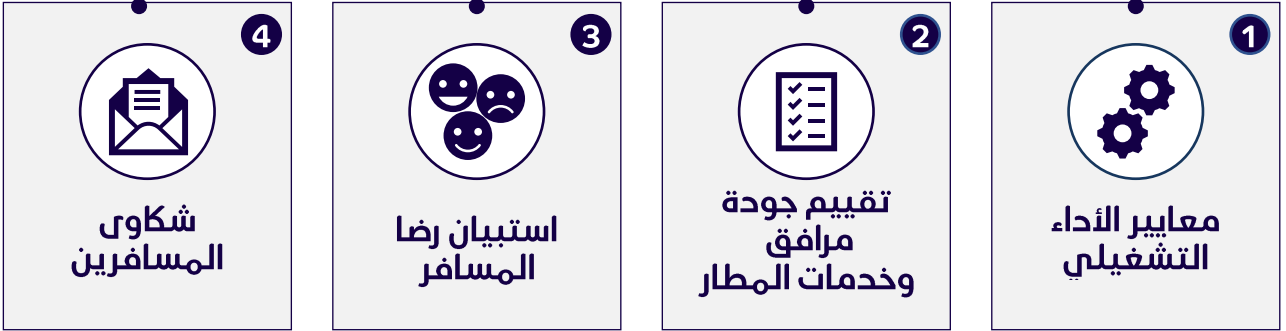 1
معايير الأداء
التشغيلي
2
تقييم جودة
مرافق
وخدمات المطار
3
استبيان رضا
المسافر
4
شكاوى
المسافرين